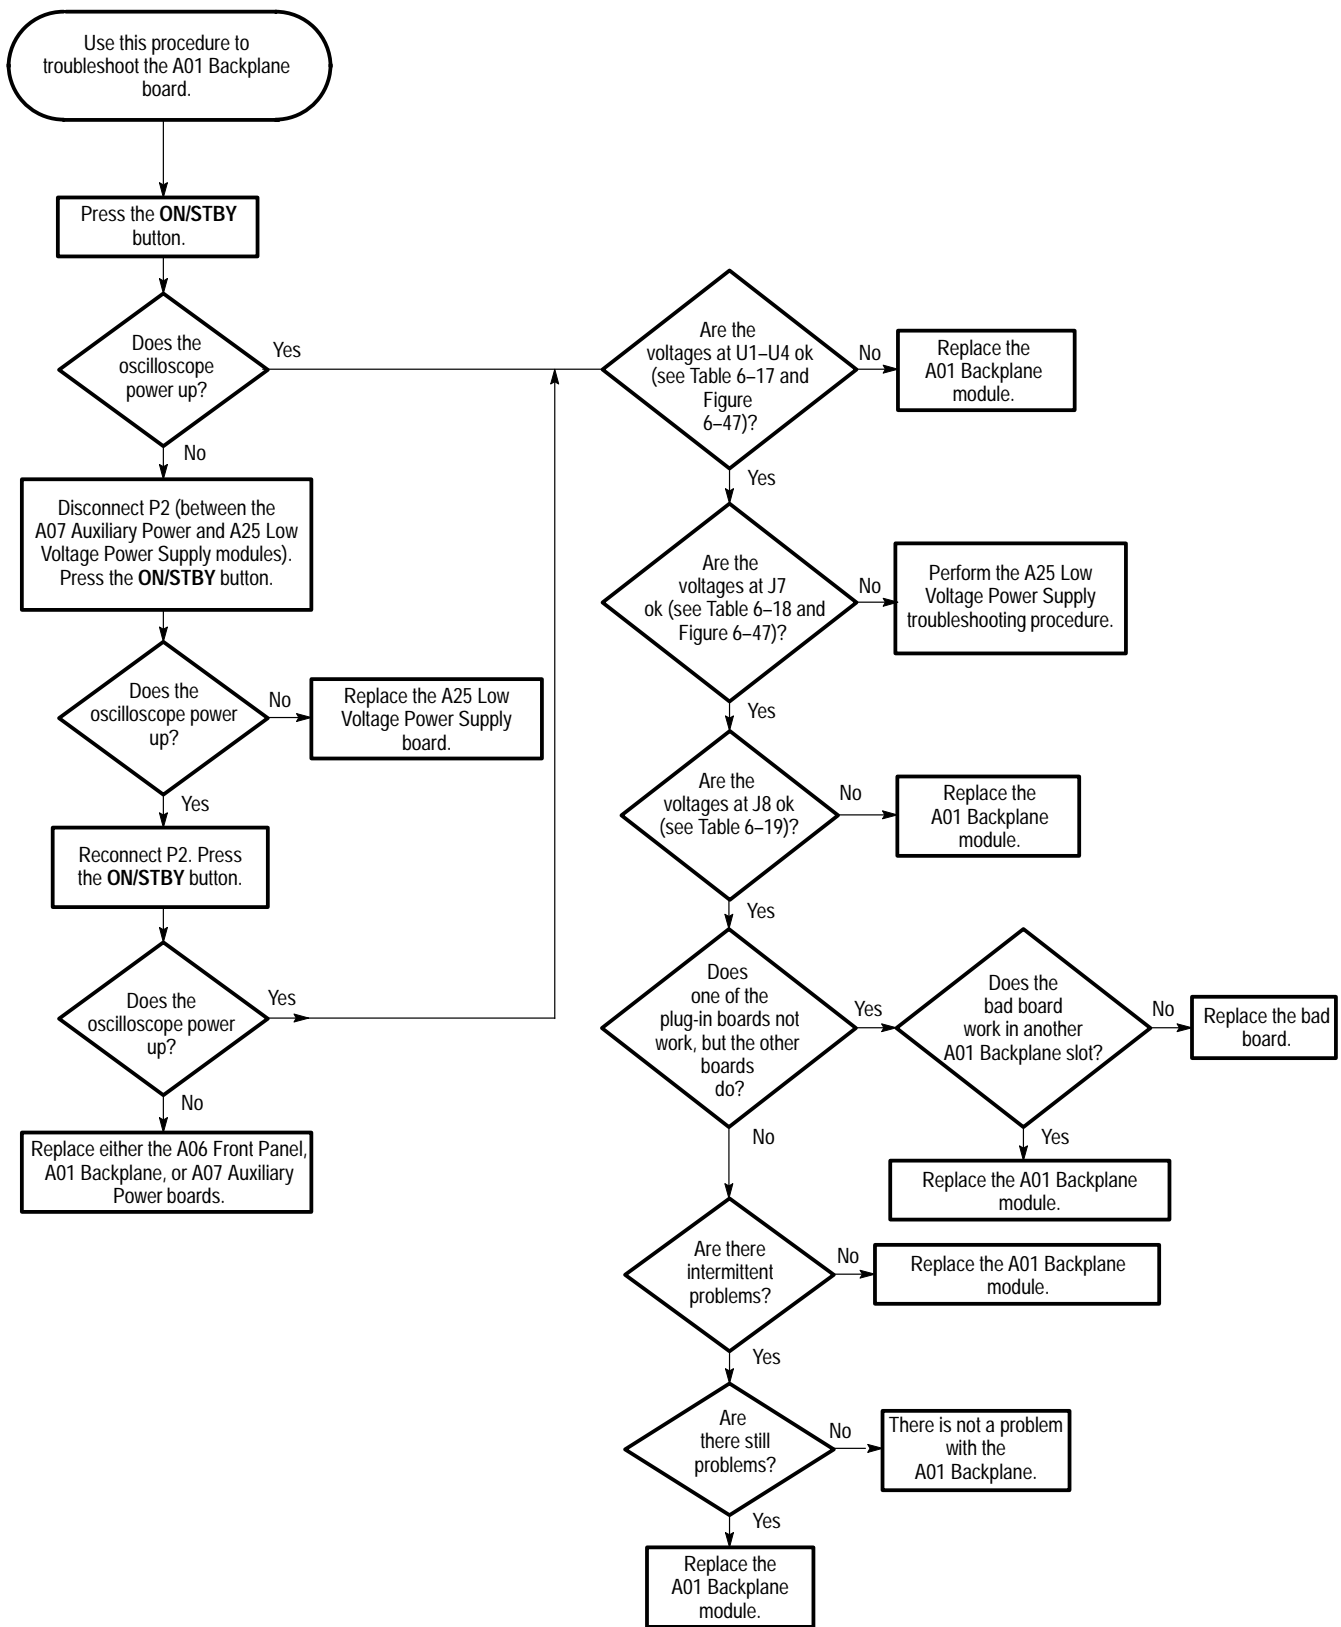 Use this procedure to
troubleshoot the A01 Backplane
board.
Press the ON/STBY
button.
Does the
oscilloscope
power up?
Yes
No
Disconnect P2 (between the
A07 Auxiliary Power and A25 Low
Voltage Power Supply modules).
Press the ON/STBY button.
Does the
oscilloscope power
up?
No
Replace the A25 Low
Voltage Power Supply
board.
Yes
Reconnect P2. Press
the ON/STBY button.
Does the
oscilloscope power
up?
Yes
No
Replace either the A06 Front Panel,
A01 Backplane, or A07 Auxiliary
Power boards.
Are the
voltages at U1–U4 ok
(see Table 6–17 and
Figure
6–47)?
No
Replace the
A01 Backplane
module.
Yes
Are the
voltages at J7
ok (see Table 6–18 and
Figure 6–47)?
No
Perform the A25 Low
Voltage Power Supply
troubleshooting procedure.
Yes
Are the
voltages at J8 ok
(see Table 6–19)?
No
Replace the
A01 Backplane
module.
Yes
Does
one of the
plug-in boards not
work, but the other
boards
do?
Yes
Does the
bad board
work in another
A01 Backplane slot?
No
Replace the bad
board.
Yes
Replace the A01 Backplane
module.
No
Are there
intermittent
problems?
No
Replace the A01 Backplane
module.
Yes
Are
there still
problems?
No
There is not a problem
with the
A01 Backplane.
Yes
Replace the
A01 Backplane
module.